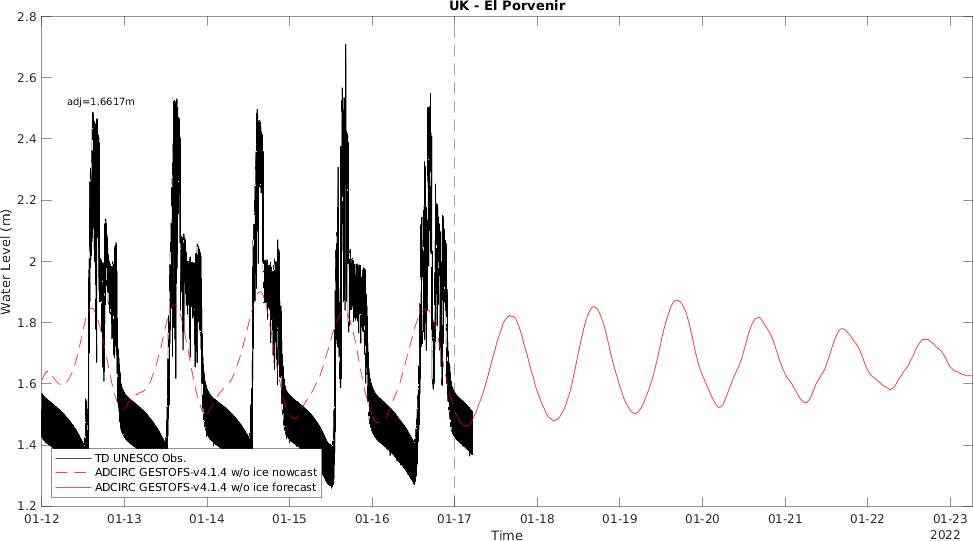 UK - El Porvenir
2.8
2.6
2.4
2.2
2
1.8
1.6
1.4
1.2
Water Level (m)
adj=1.6617m
TD UNESCO Obs.
ADCIRC GESTOFS-v4.1.4 w/o ice nowcast
ADCIRC GESTOFS-v4.1.4 w/o ice forecast
01-12 01-13 01-14 01-15 01-16 01-17 01-18 01-19 01-20 01-21 01-22 01-23
Time 2022